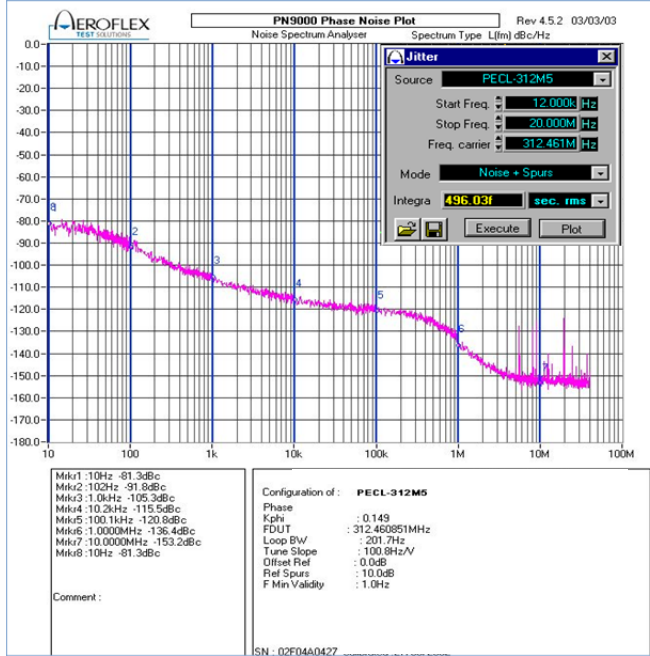 AEROFLEX
TEST SOLUTIONS
PN9000 Phase Noise Plot
Rev 4.5.2 03/03/03
Noise Spectrum Analyser
Spectrum Type L(fm) dBc/Hz
Jitter
Source PECL-312M5
Start Freq. 12.000k Hz
Stop Freq. 20.000M Hz
Freq. carrier 312.461M Hz
Mode Noise + Spurs
Integra 496.03f sec. rms
Execute Plot
0.0
-10.0
-20.0
-30.0
-40.0
-50.0
-60.0
-70.0
-80.0
-90.0
-100.0
-110.0
-120.0
-130.0
-140.0
-150.0
-160.0
-170.0
-180.0
2
3
4
5
6
10 100 1k 10k 100k 1M 10M 100M
Mrkr1 :10Hz -81.3dBc
Mrkr2 :102Hz -91.8dBc
Mrkr3 :1.0kHz -105.3dBc
Mrkr4 :10.2kHz -115.5dBc
Mrkr5 :100.1kHz -120.8dBc
Mrkr6 :1.0000MHz -136.4dBc
Mrkr7 :10.0000MHz -153.2dBc
Mrkr8 :10Hz -81.3dBc
Comment :
Configuration of : PECL-312M5
Phase
Kphi : 0.149
FDUT : 312.460851MHz
Loop BW : 201.7Hz
Tune Slope : 100.8Hz/V
Offset Ref : 0.0dB
Ref Spurs : 10.0dB
F Min Validity : 1.0Hz
SN : 02F04A0427